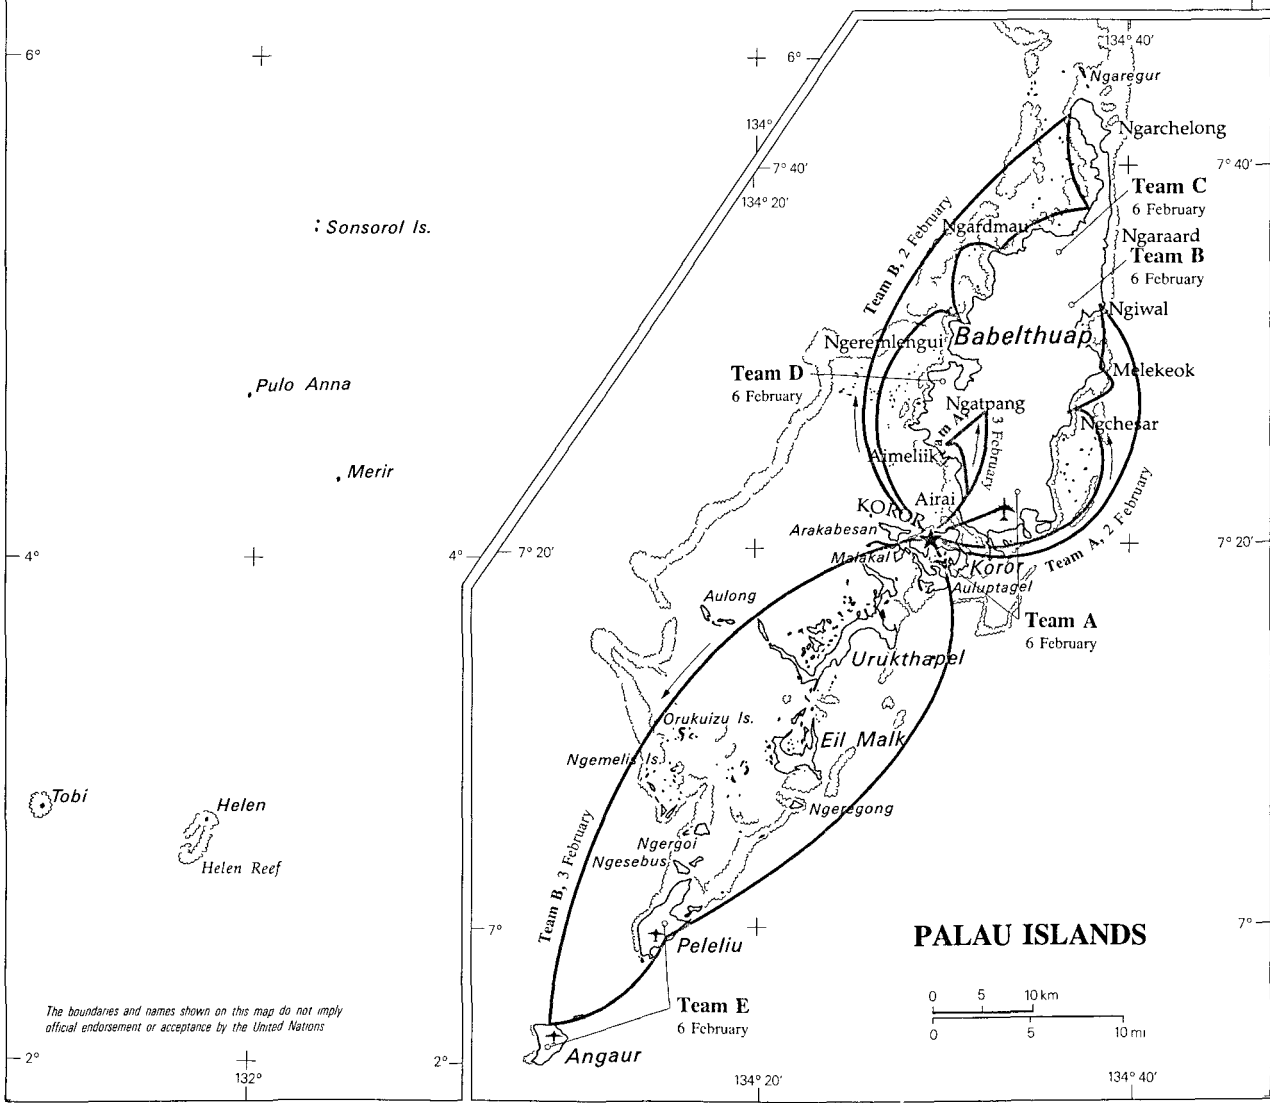 134° 40'
6°
6°
Ngaregur
134°
Ngarchelong
7° 40'
7° 40'
Team C
6 February
134° 20'
Sonsorol Is.
Ngardmau
Ngaraard
Team B
6 February
Team B, 2 February
Ngiwal
Babelthuap
Ngeremlengui
Melekeok
Team D
6 February
Pulo Anna
Ngatpang
Ngchesar
3 February
Aimeliik
Merir
Airai
KOROR
Arakabesan
Team A, 2 February
4°
4°
7° 20'
7° 20'
Malakal
Koror
Auluptagel
Aulong
Team A
6 February
Urukthapel
Orukuizu Is.
Eil Malk
Ngemelis Is.
Tobi
Helen
Ngeregong
Helen Reef
Ngergoi
Ngesebus
Team B, 3 February
7°
7°
PALAU ISLANDS
Peleliu
0 5 10 km
0 5 10 mi
The boundaries and names shown on this map do not imply
official endorsement or acceptance by the United Nations
Team E
6 February
Angaur
2°
2°
132°
134° 20'
134° 40'